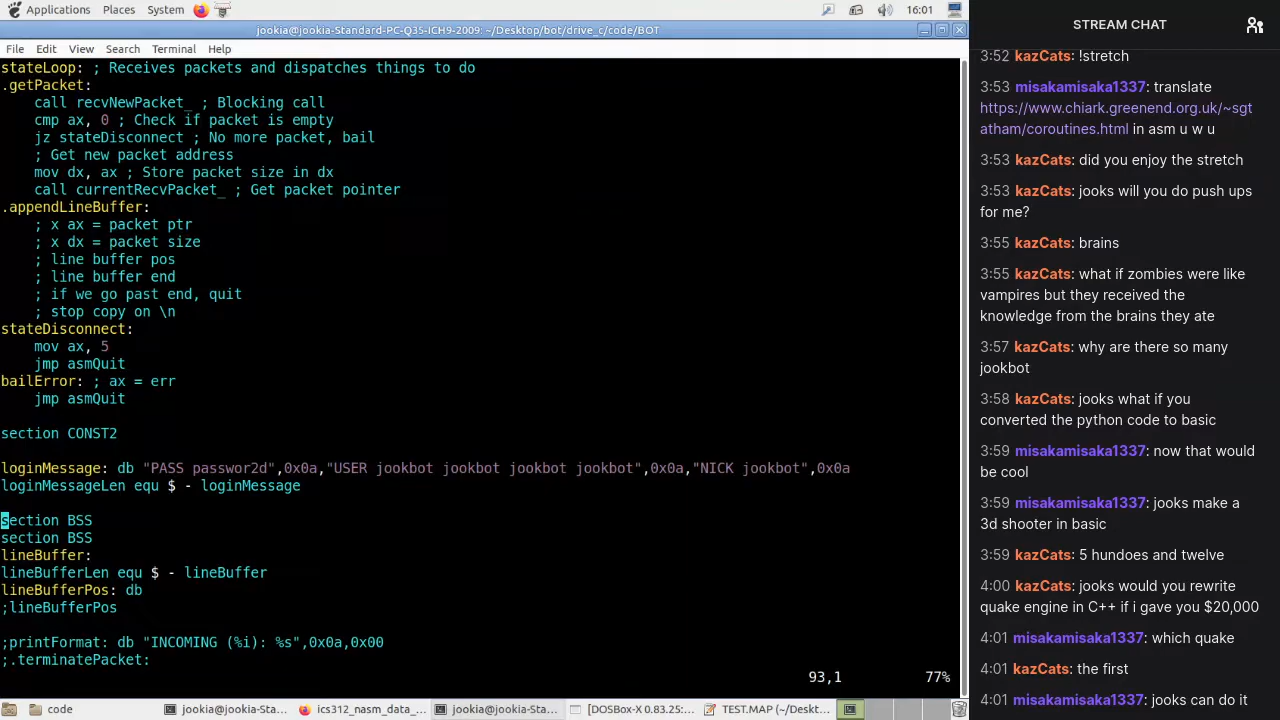 Applications Places System 16:01
jookia@jookia-Standard-PC-Q35-ICH9-2009: ~/Desktop/bot/drive_c/code/BOT
File Edit View Search Terminal Help
stateLoop: ; Receives packets and dispatches things to do
.getPacket:
    call recvNewPacket_ ; Blocking call
    cmp ax, 0 ; Check if packet is empty
    jz stateDisconnect ; No more packet, bail
    ; Get new packet address
    mov dx, ax ; Store packet size in dx
    call currentRecvPacket_ ; Get packet pointer
.appendLineBuffer:
    ; x ax = packet ptr
    ; x dx = packet size
    ; line buffer pos
    ; line buffer end
    ; if we go past end, quit
    ; stop copy on \n
stateDisconnect:
    mov ax, 5
    jmp asmQuit
bailError: ; ax = err
    jmp asmQuit
section CONST2
loginMessage: db "PASS passwor2d",0x0a,"USER jookbot jookbot jookbot jookbot",0x0a,"NICK jookbot",0x0a
loginMessageLen equ $ - loginMessage
section BSS
section BSS
lineBuffer:
lineBufferLen equ $ - lineBuffer
lineBufferPos: db
;lineBufferPos
;printFormat: db "INCOMING (%i): %s",0x0a,0x00
;.terminatePacket:
93,1 77%
code jookia@jookia-Sta... ics312_nasm_data_... jookia@jookia-Sta... [DOSBox-X 0.83.25:... TEST.MAP (~/Deskt...
STREAM CHAT
3:52 kazCats: !stretch
3:53 misakamisaka1337: translate
https://www.chiark.greenend.org.uk/~sgt
atham/coroutines.html in asm u w u
3:53 kazCats: did you enjoy the stretch
3:53 kazCats: jooks will you do push ups
for me?
3:55 kazCats: brains
3:55 kazCats: what if zombies were like
vampires but they received the
knowledge from the brains they ate
3:57 kazCats: why are there so many
jookbot
3:58 kazCats: jooks what if you
converted the python code to basic
3:59 misakamisaka1337: now that would
be cool
3:59 misakamisaka1337: jooks make a
3d shooter in basic
3:59 kazCats: 5 hundoes and twelve
4:00 kazCats: jooks would you rewrite
quake engine in C++ if i gave you $20,000
4:01 misakamisaka1337: which quake
4:01 kazCats: the first
4:01 misakamisaka1337: jooks can do it